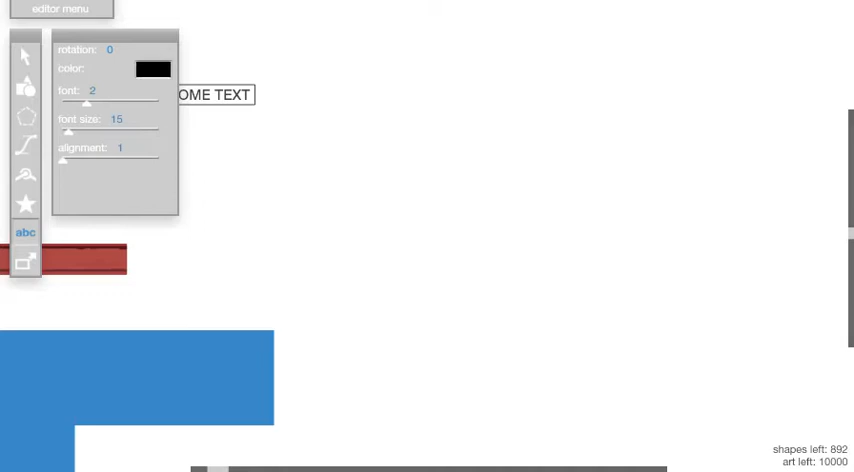 editor menu
rotation: 0
color:
font: 2
OME TEXT
font size: 15
alignment: 1
abc
shapes left: 892
art left: 10000